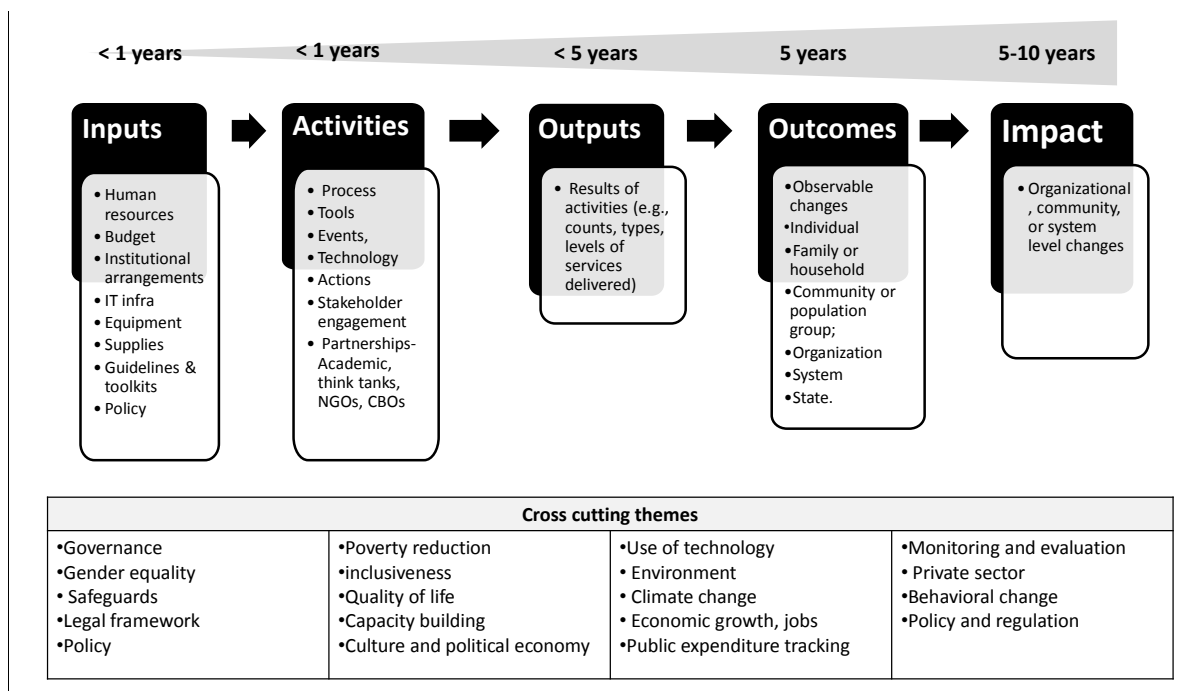 < 1 years
< 1 years
< 5 years
5 years
5-10 years
Inputs
• Human
resources
• Budget
• Institutional
arrangements
• IT infra
• Equipment
• Supplies
• Guidelines &
toolkits
• Policy
Activities
• Process
• Tools
• Events,
• Technology
• Actions
• Stakeholder
engagement
• Partnerships-
Academic,
think tanks,
NGOs, CBOs
Outputs
• Results of
activities (e.g.,
counts, types,
levels of
services
delivered)
Outcomes
•Observable
changes
•Individual
•Family or
household
•Community or
population
group;
•Organization
•System
•State.
Impact
• Organizational
, community,
or system
level changes
Cross cutting themes
•Governance
•Gender equality
• Safeguards
•Legal framework
•Policy
•Poverty reduction
•inclusiveness
•Quality of life
•Capacity building
•Culture and political economy
•Use of technology
• Environment
• Climate change
• Economic growth, jobs
•Public expenditure tracking
•Monitoring and evaluation
• Private sector
•Behavioral change
•Policy and regulation